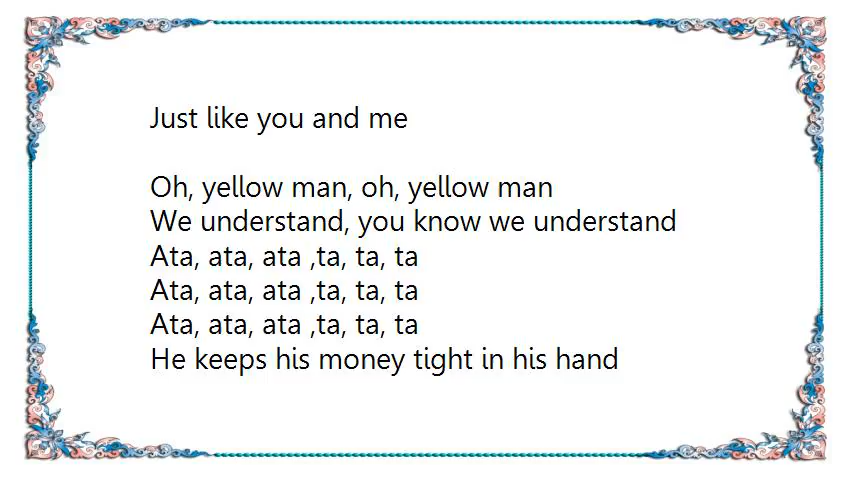 Just like you and me
Oh, yellow man, oh, yellow man
We understand, you know we understand
Ata, ata, ata ,ta, ta, ta
Ata, ata, ata ,ta, ta, ta
Ata, ata, ata ,ta, ta, ta
He keeps his money tight in his hand